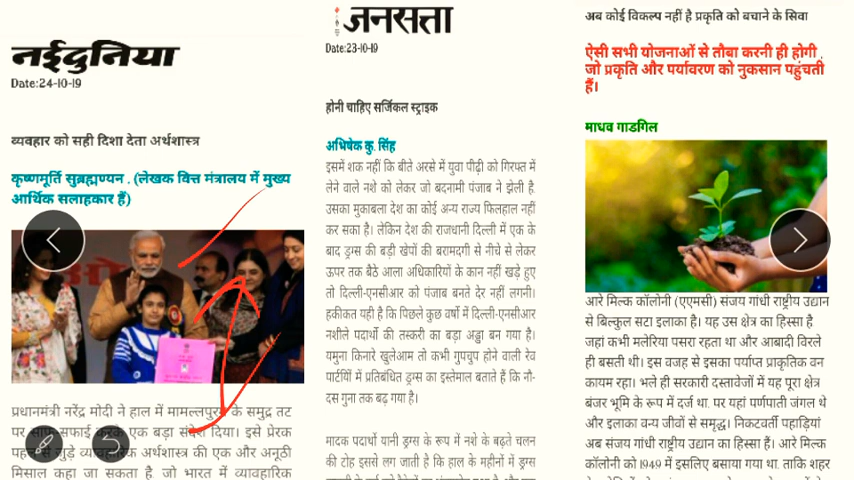 नईदुनिया
Date:24-10-19
व्यवहार को सही दिशा देता अर्थशास्त्र
कृष्णमूर्ति सुब्रह्मण्यन . (लेखक वित्त मंत्रालय में मुख्य
आर्थिक सलाहकार हैं)
प्रधानमंत्री नरेंद्र मोदी ने हाल में मामल्लपुरम के समुद्र तट
पर साफ सफाई करके एक बड़ा संदेश दिया। इसे प्रेरक
पहल से जुड़े व्यावहारिक अर्थशास्त्र की एक और अनूठी
मिसाल कहा जा सकता है, जो भारत में व्यावहारिक
जनसत्ता
Date:23-10-19
होनी चाहिए सर्जिकल स्ट्राइक
अभिषेक कु. सिंह
इसमें शक नहीं कि बीते अरसे में युवा पीढ़ी को गिरफ्त में
लेने वाले नशे को लेकर जो बदनामी पंजाब ने झेली है,
उसका मुकाबला देश का कोई अन्य राज्य फिलहाल नहीं
कर सका है। लेकिन देश की राजधानी दिल्ली में एक के
बाद ड्रग्स की बड़ी खेपों की बरामदगी से नीचे से लेकर
ऊपर तक बैठे आला अधिकारियों के कान नहीं खड़े हुए
तो दिल्ली-एनसीआर को पंजाब बनते देर नहीं लगनी।
हकीकत यही है कि पिछले कुछ वर्षों में दिल्ली-एनसीआर
नशीले पदार्थों की तस्करी का बड़ा अड्डा बन गया है।
यमुना किनारे खुलेआम तो कभी गुपचुप होने वाली रेव
पार्टियों में प्रतिबंधित ड्रग्स का इस्तेमाल बताते हैं कि नौ-
दस गुना तक बढ़ गया है।
मादक पदार्थों यानी ड्रग्स के रूप में नशे के बढ़ते चलन
की टोह इससे लग जाती है कि हाल के महीनों में ड्रग्स
अब कोई विकल्प नहीं है प्रकृति को बचाने के सिवा
ऐसी सभी योजनाओं से तौबा करनी ही होगी ,
जो प्रकृति और पर्यावरण को नुकसान पहुंचाती
हैं।
माधव गाडगिल
आरे मिल्क कॉलोनी (एएमसी) संजय गांधी राष्ट्रीय उद्यान
से बिल्कुल सटा इलाका है। यह उस क्षेत्र का हिस्सा है
जहां कभी मलेरिया पसरा रहता था और आबादी विरले
ही बसती थी। इस वजह से इसका पर्याप्त प्राकृतिक वन
कायम रहा। भले ही सरकारी दस्तावेजों में यह पूरा क्षेत्र
बंजर भूमि के रूप में दर्ज था. पर यहां पर्णपाती जंगल थे
और इलाका वन्य जीवों से समृद्ध। निकटवर्ती पहाड़ियां
अब संजय गांधी राष्ट्रीय उद्यान का हिस्सा हैं। आरे मिल्क
कॉलोनी को 1949 में इसलिए बसाया गया था. ताकि शहर